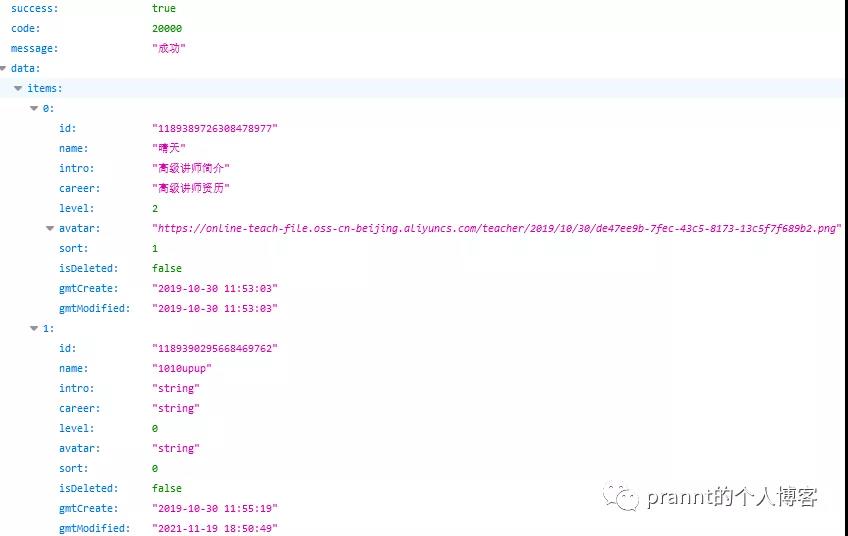 success: true
code: 20000
message: "成功"
data:
items:
0:
id: "1189389726308478977"
name: "晴天"
intro: "高级讲师简介"
career: "高级讲师资历"
level: 2
avatar: "https://online-teach-file.oss-cn-beijing.aliyuncs.com/teacher/2019/10/30/de47ee9b-7fec-43c5-8173-13c5f7f689b2.png"
sort: 1
isDeleted: false
gmtCreate: "2019-10-30 11:53:03"
gmtModified: "2019-10-30 11:53:03"
1:
id: "1189390295668469762"
name: "1010upup"
intro: "string"
career: "string"
level: 0
avatar: "string"
sort: 0
isDeleted: false
gmtCreate: "2019-10-30 11:55:19"
gmtModified: "2021-11-19 18:50:49"
prannt的个人博客